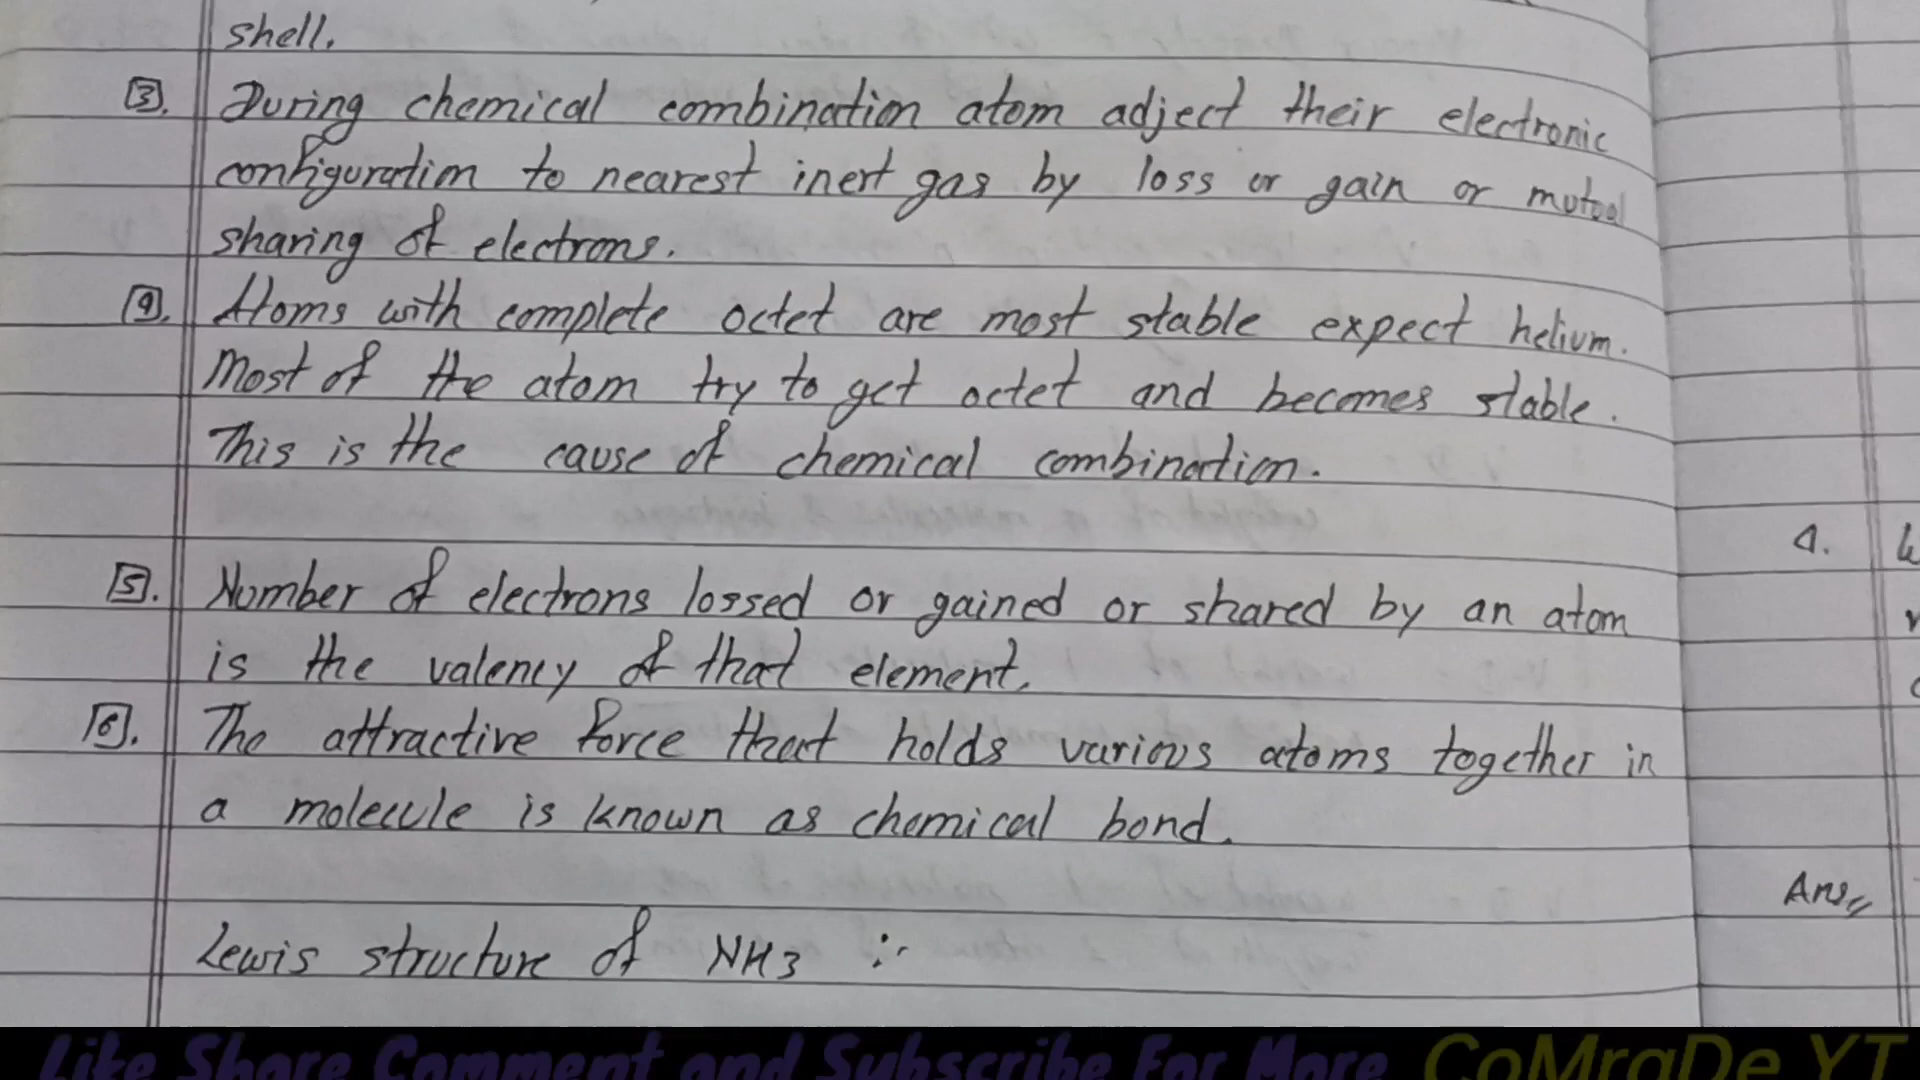 shell.
3. During chemical combination atom adject their electronic
configuration to nearest inert gas by loss or gain or mutual
sharing of electrons.
4. Atoms with complete octet are most stable expect helium.
Most of the atom try to get octet and becomes stable.
This is the cause of chemical combination.
5. Number of electrons lossed or gained or shared by an atom
is the valency of that element.
6. The attractive force that holds various atoms together in
a molecule is known as chemical bond.
Lewis structure of NH3 :-
4.
Ans,,
Like Share Comment and Subscribe For More CoMraDe YT